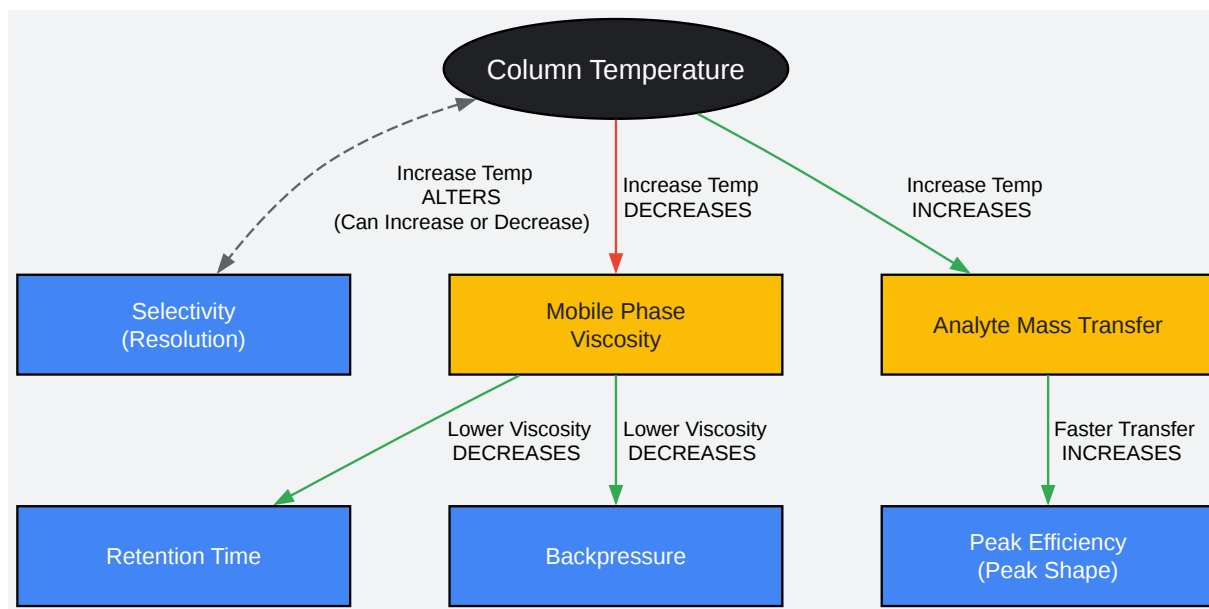 Column Temperature
Increase Temp
ALTERS
(Can Increase or Decrease)
Increase Temp
DECREASES
Increase Temp
INCREASES
Selectivity
(Resolution)
Mobile Phase
Viscosity
Analyte Mass Transfer
Lower Viscosity
DECREASES
Lower Viscosity
DECREASES
Faster Transfer
INCREASES
Retention Time
Backpressure
Peak Efficiency
(Peak Shape)